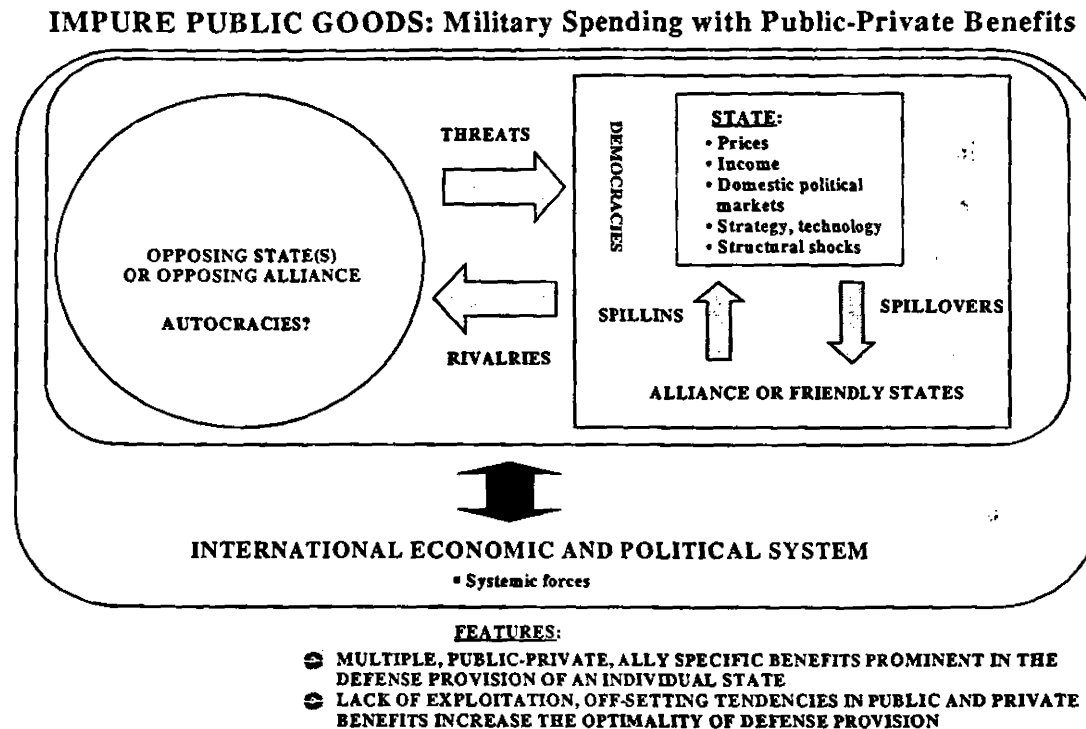 IMPURE PUBLIC GOODS: Military Spending with Public-Private Benefits
THREATS
OPPOSING STATE(S)
OR OPPOSING ALLIANCE
AUTOCRACIES?
RIVALRIES
DEMOCRACIES
STATE:
• Prices
• Income
• Domestic political
markets
• Strategy, technology
• Structural shocks
SPILLINS
SPILLOVERS
ALLIANCE OR FRIENDLY STATES
INTERNATIONAL ECONOMIC AND POLITICAL SYSTEM
▪ Systemic forces
FEATURES:
MULTIPLE, PUBLIC-PRIVATE, ALLY SPECIFIC BENEFITS PROMINENT IN THE
DEFENSE PROVISION OF AN INDIVIDUAL STATE
LACK OF EXPLOITATION, OFF-SETTING TENDENCIES IN PUBLIC AND PRIVATE
BENEFITS INCREASE THE OPTIMALITY OF DEFENSE PROVISION